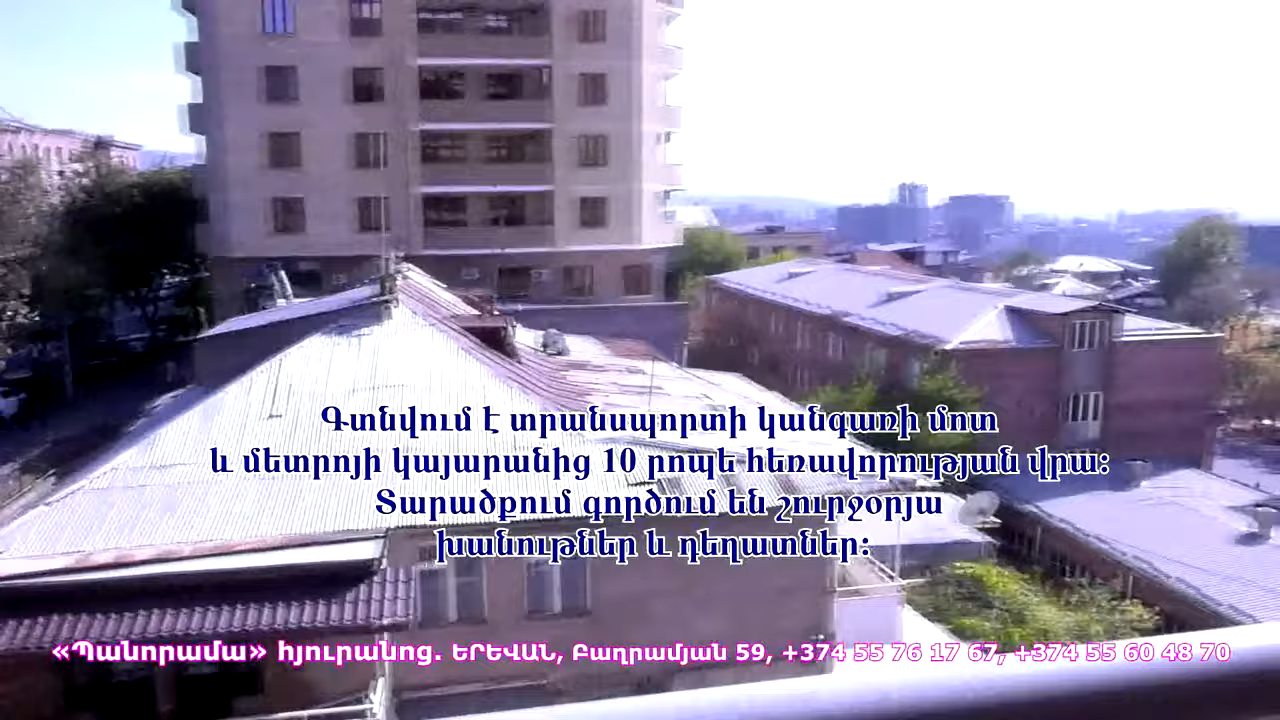 Գտնվում է տրանսպորտի կանգառի մոտ
և մետրոյի կայարանից 10 րոպե հեռավորության վրա:
Տարածքում գործում են շուրջօրյա
խանութներ և դեղատներ:
«Պանորամա» հյուրանոց. ԵՐԵՎԱՆ, Բաղրամյան 59, +374 55 76 17 67, +374 55 60 48 70